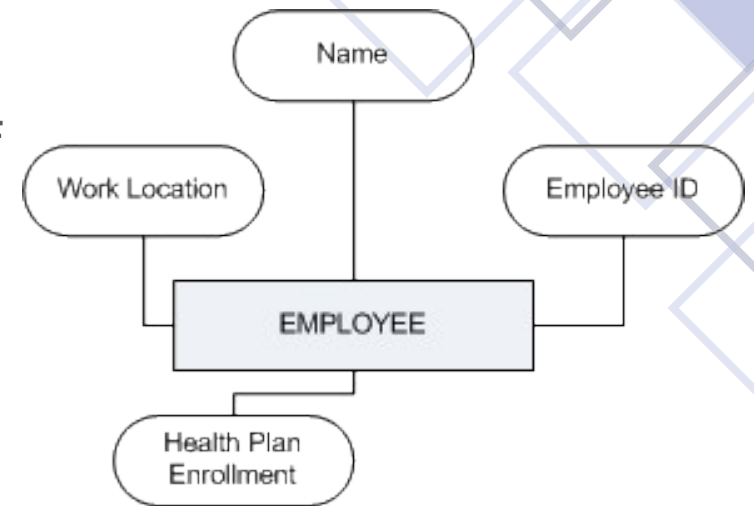 Name
Work Location
Employee ID
EMPLOYEE
Health Plan
Enrollment